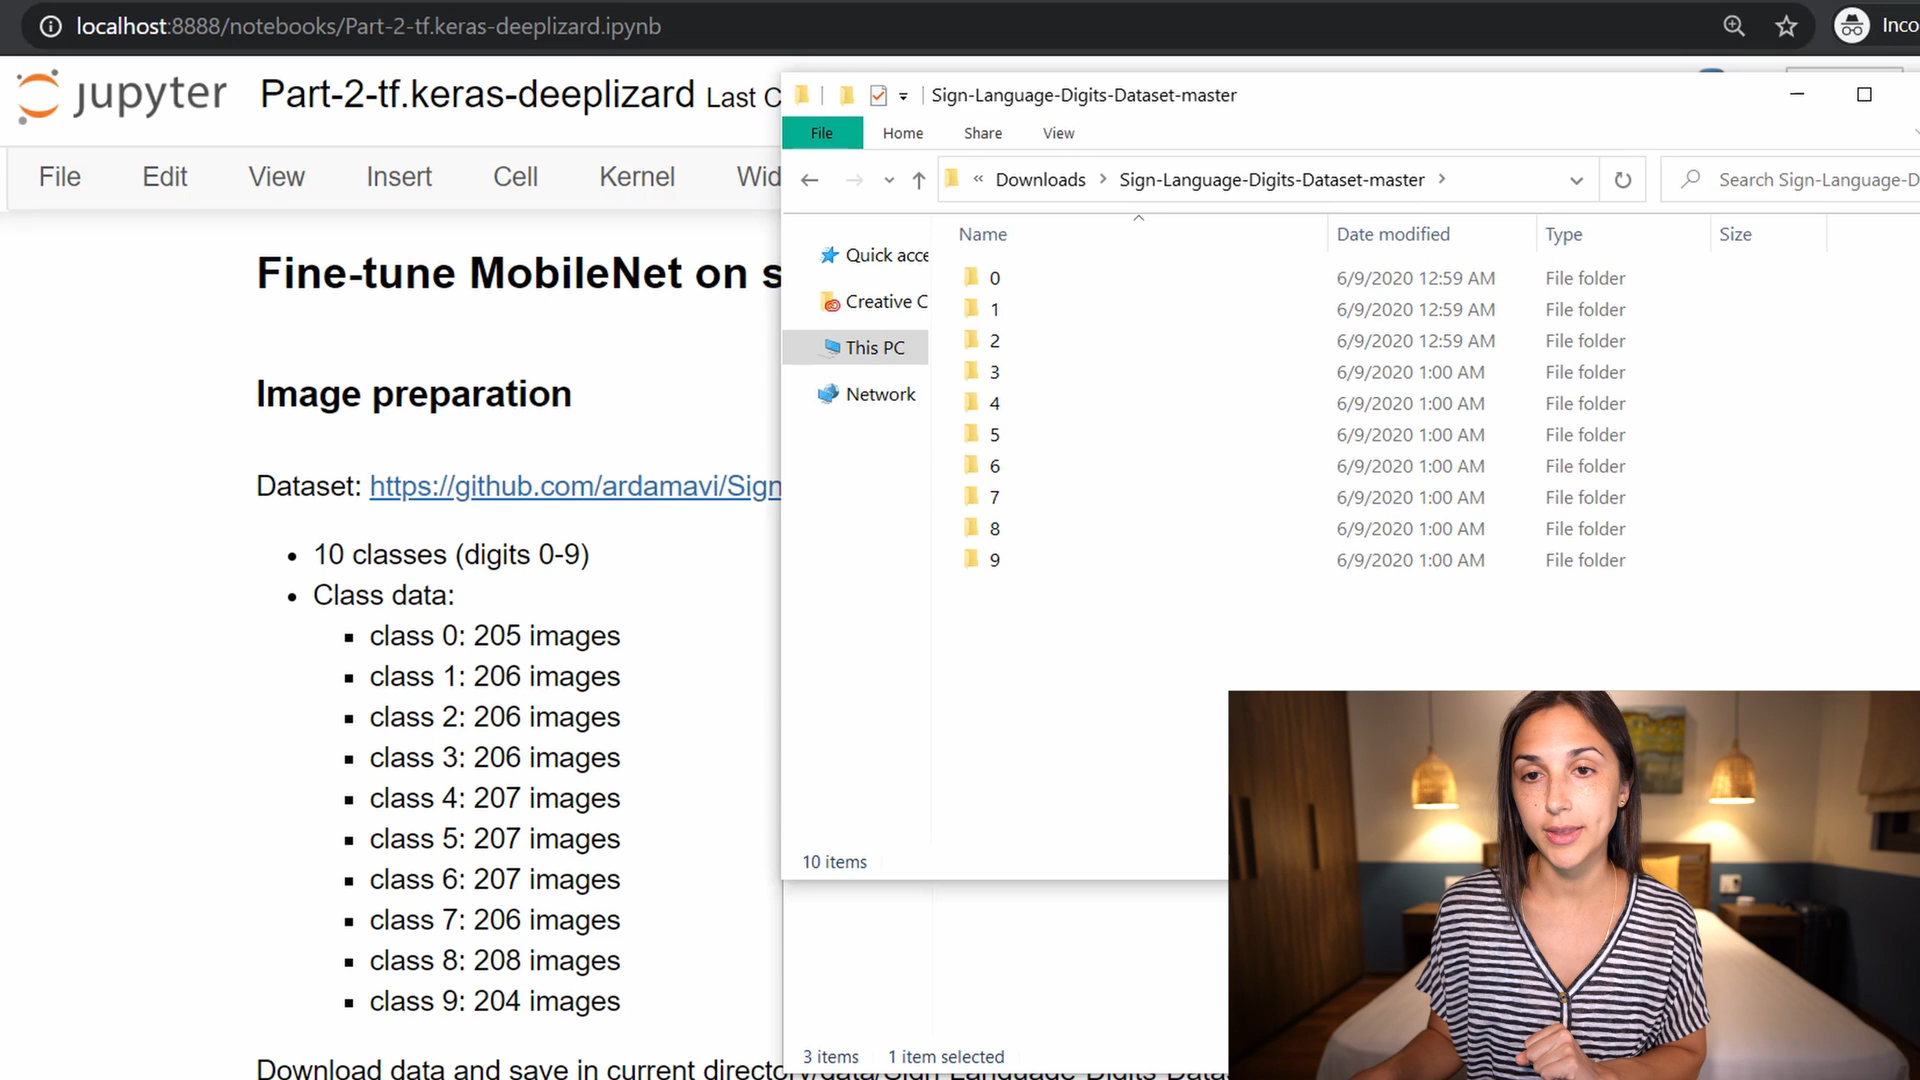 localhost:8888/notebooks/Part-2-tf.keras-deeplizard.ipynb
Inco
jupyter Part-2-tf.keras-deeplizard Last C
File Edit View Insert Cell Kernel Wid
Fine-tune MobileNet on s
Image preparation
Dataset: https://github.com/ardamavi/Sign
• 10 classes (digits 0-9)
• Class data:
▪ class 0: 205 images
▪ class 1: 206 images
▪ class 2: 206 images
▪ class 3: 206 images
▪ class 4: 207 images
▪ class 5: 207 images
▪ class 6: 207 images
▪ class 7: 206 images
▪ class 8: 208 images
▪ class 9: 204 images
Download data and save in current directory/data/Sign-Language-Digits-Data
Sign-Language-Digits-Dataset-master
File Home Share View
« Downloads > Sign-Language-Digits-Dataset-master >
Search Sign-Language-D
Quick acce
Creative C
This PC
Network
Name Date modified Type Size
0 6/9/2020 12:59 AM File folder
1 6/9/2020 12:59 AM File folder
2 6/9/2020 12:59 AM File folder
3 6/9/2020 1:00 AM File folder
4 6/9/2020 1:00 AM File folder
5 6/9/2020 1:00 AM File folder
6 6/9/2020 1:00 AM File folder
7 6/9/2020 1:00 AM File folder
8 6/9/2020 1:00 AM File folder
9 6/9/2020 1:00 AM File folder
10 items
3 items 1 item selected